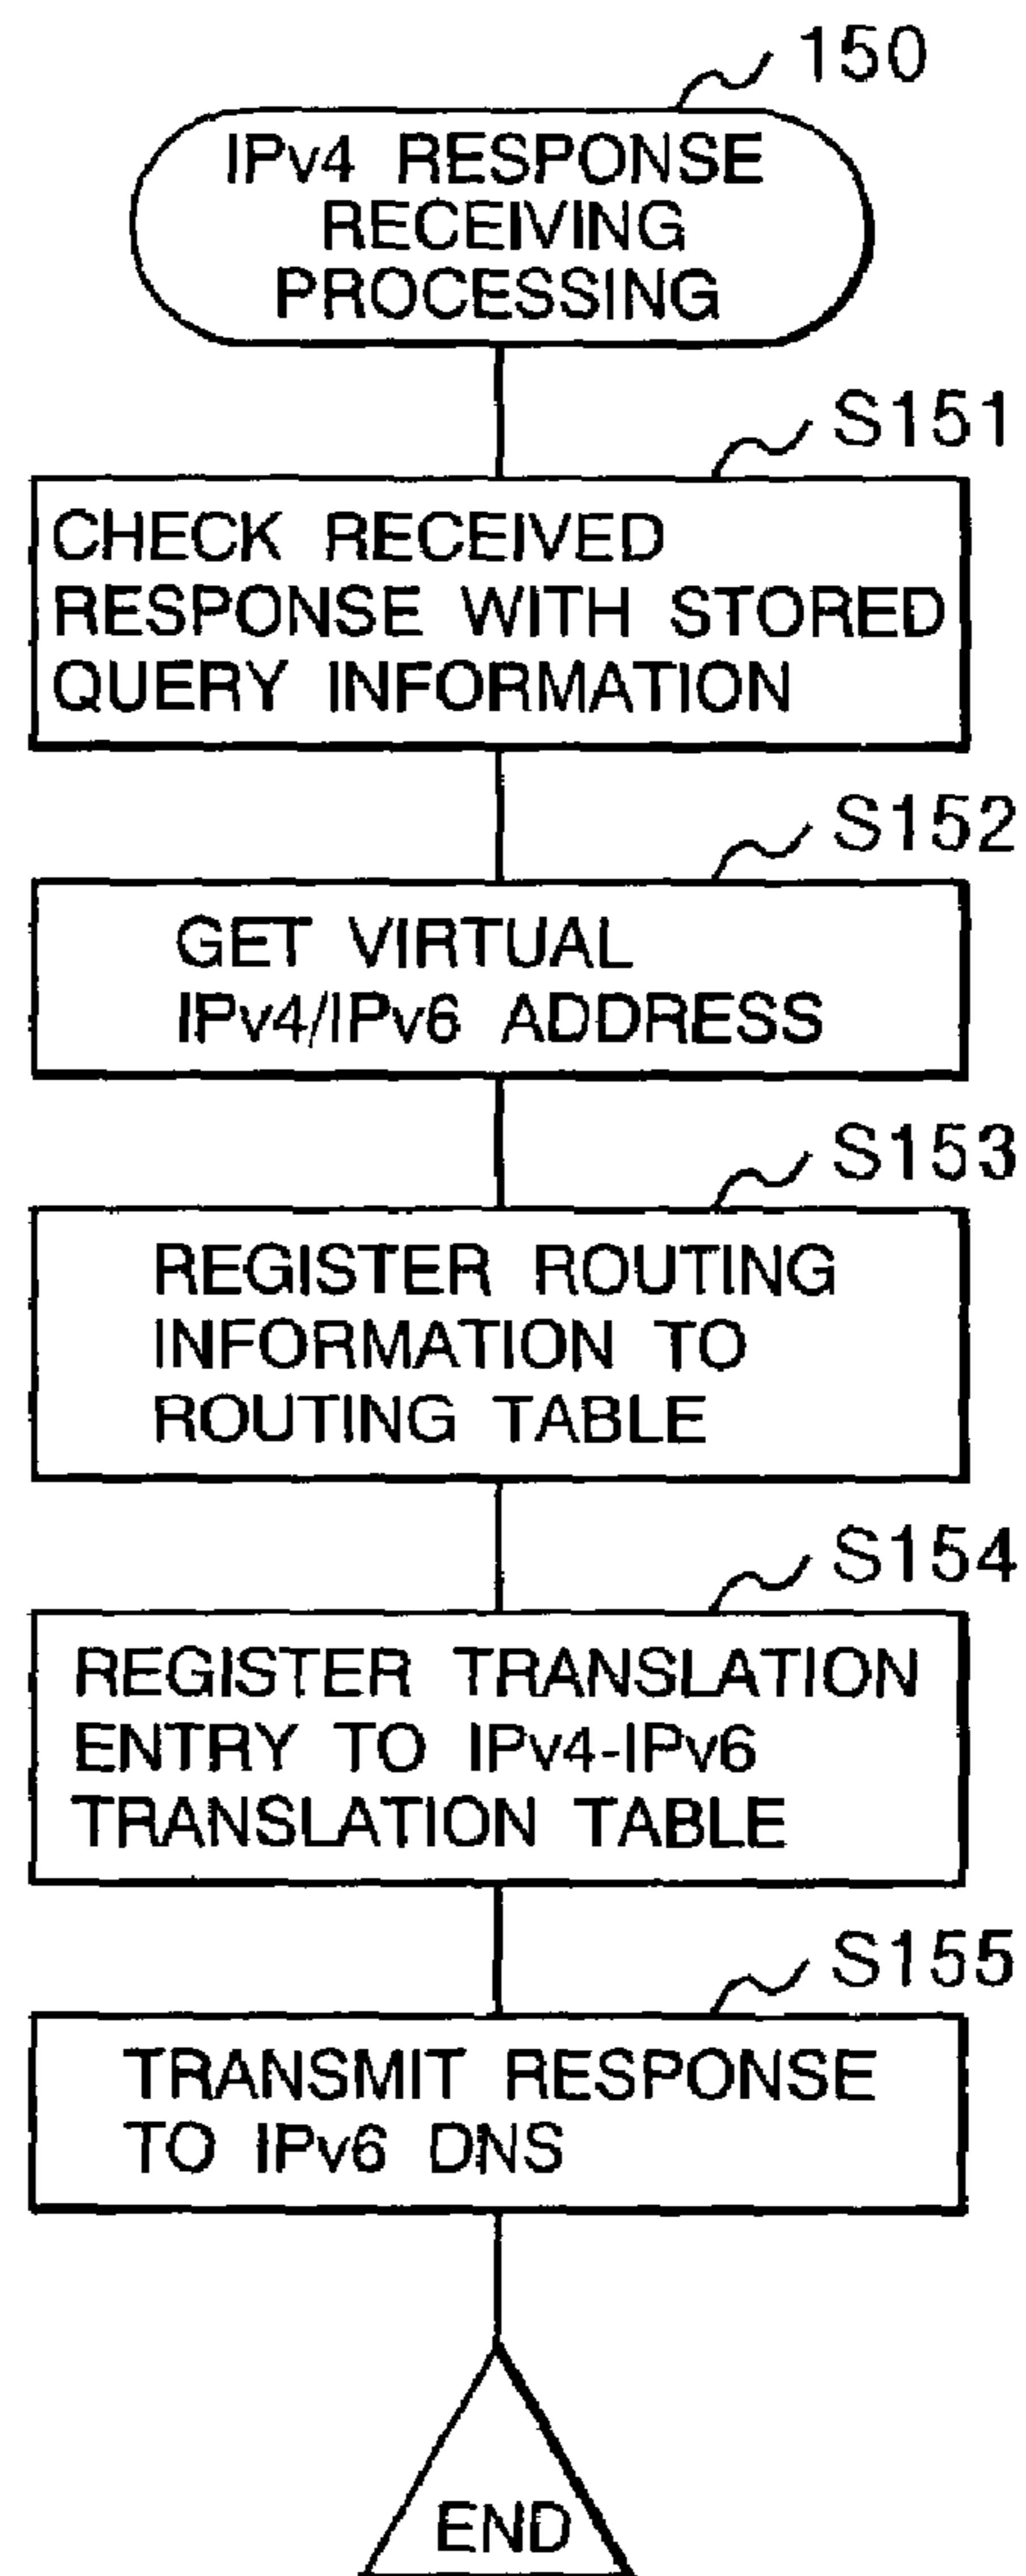 150
IPv4 RESPONSE
RECEIVING
PROCESSING
S151
CHECK RECEIVED
RESPONSE WITH STORED
QUERY INFORMATION
S152
GET VIRTUAL
IPv4/IPv6 ADDRESS
S153
REGISTER ROUTING
INFORMATION TO
ROUTING TABLE
S154
REGISTER TRANSLATION
ENTRY TO IPv4-IPv6
TRANSLATION TABLE
S155
TRANSMIT RESPONSE
TO IPv6 DNS
END